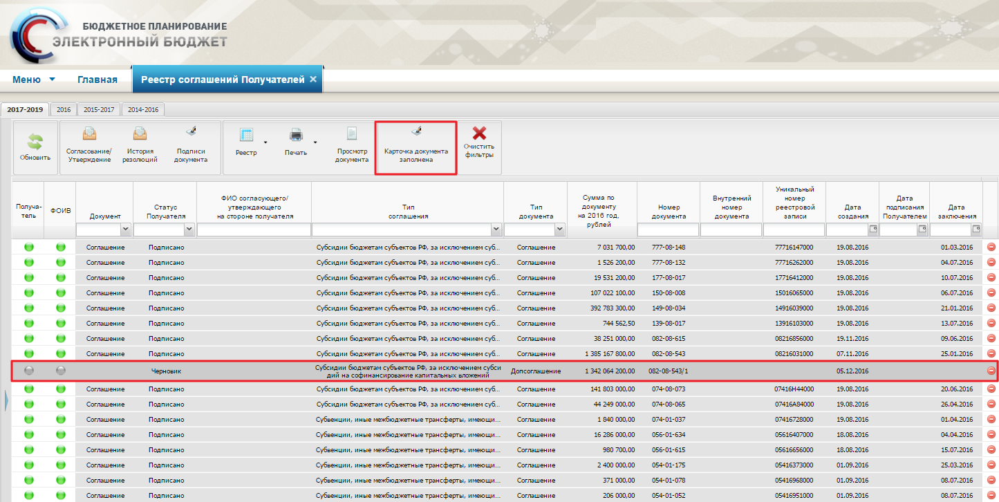 БЮДЖЕТНОЕ ПЛАНИРОВАНИЕ
ЭЛЕКТРОННЫЙ БЮДЖЕТ
Меню Главная Реестр соглашений Получателей
2017-2019 2016 2015-2017 2014-2016
Обновить
Согласование/
Утверждение
История
резолюций
Подписи
документа
Реестр
Печать
Просмотр
документа
Карточка документа
заполнена
Очистить
фильтры
Получа-
тель
ФОИВ
Документ
Статус
Получателя
ФИО согласующего/
утверждающего
на стороне получателя
Тип
соглашения
Тип
документа
Сумма по
документу
на 2016 год,
рублей
Номер
документа
Внутренний
номер
документа
Уникальный
номер
реестровой
записи
Дата
создания
Дата
подписания
Получателем
Дата
заключения
Соглашение Подписано Субсидии бюджетам субъектов РФ, за исключением суб... Соглашение 7 031 700,00 777-08-148 77716147000 19.08.2016 01.03.2016
Соглашение Подписано Субсидии бюджетам субъектов РФ, за исключением суб... Соглашение 1 526 200,00 777-08-132 77716262000 19.08.2016 04.07.2016
Соглашение Подписано Субсидии бюджетам субъектов РФ, за исключением суб... Соглашение 19 531 200,00 177-08-017 17716412000 19.08.2016 10.07.2016
Соглашение Подписано Субсидии бюджетам субъектов РФ, за исключением суб... Соглашение 107 022 100,00 150-08-008 15016065000 19.08.2016 06.07.2016
Соглашение Подписано Субсидии бюджетам субъектов РФ, за исключением суб... Соглашение 392 783 300,00 149-08-034 14916039000 19.08.2016 21.01.2016
Соглашение Подписано Субсидии бюджетам субъектов РФ, за исключением суб... Соглашение 744 562,50 139-08-017 13916103000 19.08.2016 13.07.2016
Соглашение Подписано Субсидии бюджетам субъектов РФ, за исключением суб... Соглашение 38 251 000,00 082-08-615 08216856000 19.11.2016 09.06.2016
Соглашение Подписано Субсидии бюджетам субъектов РФ, за исключением суб... Соглашение 1 385 167 800,00 082-08-543 08216031000 07.11.2016 25.01.2016
Черновик Субсидии бюджетам субъектов РФ, за исключением субси
дий на софинансирование капитальных вложений Допсоглашение 1 342 064 200,00 082-08-543/1 05.12.2016
Соглашение Подписано Субсидии бюджетам субъектов РФ, за исключением суб... Соглашение 141 803 000,00 074-08-073 07416Н44000 19.08.2016 20.06.2016
Соглашение Подписано Субсидии бюджетам субъектов РФ, за исключением суб... Соглашение 44 249 000,00 074-08-065 07416А84000 19.08.2016 26.04.2016
Соглашение Подписано Субвенции, иные межбюджетные трансферты, имеющи... Соглашение 1 840 000,00 074-01-037 07416728000 19.08.2016 01.04.2016
Соглашение Подписано Субвенции, иные межбюджетные трансферты, имеющи... Соглашение 16 286 000,00 056-01-634 05616407000 18.08.2016 04.04.2016
Соглашение Подписано Субвенции, иные межбюджетные трансферты, имеющи... Соглашение 980 700,00 056-01-615 05616656000 18.08.2016 15.07.2016
Соглашение Подписано Субвенции, иные межбюджетные трансферты, имеющи... Соглашение 2 400 000,00 054-01-175 05416373000 01.09.2016 25.03.2016
Соглашение Подписано Субвенции, иные межбюджетные трансферты, имеющи... Соглашение 371 000,00 054-01-078 05416968000 01.09.2016 08.07.2016
Соглашение Подписано Субвенции, иные межбюджетные трансферты, имеющи... Соглашение 206 000,00 054-01-052 05416951000 01.09.2016 08.07.2016